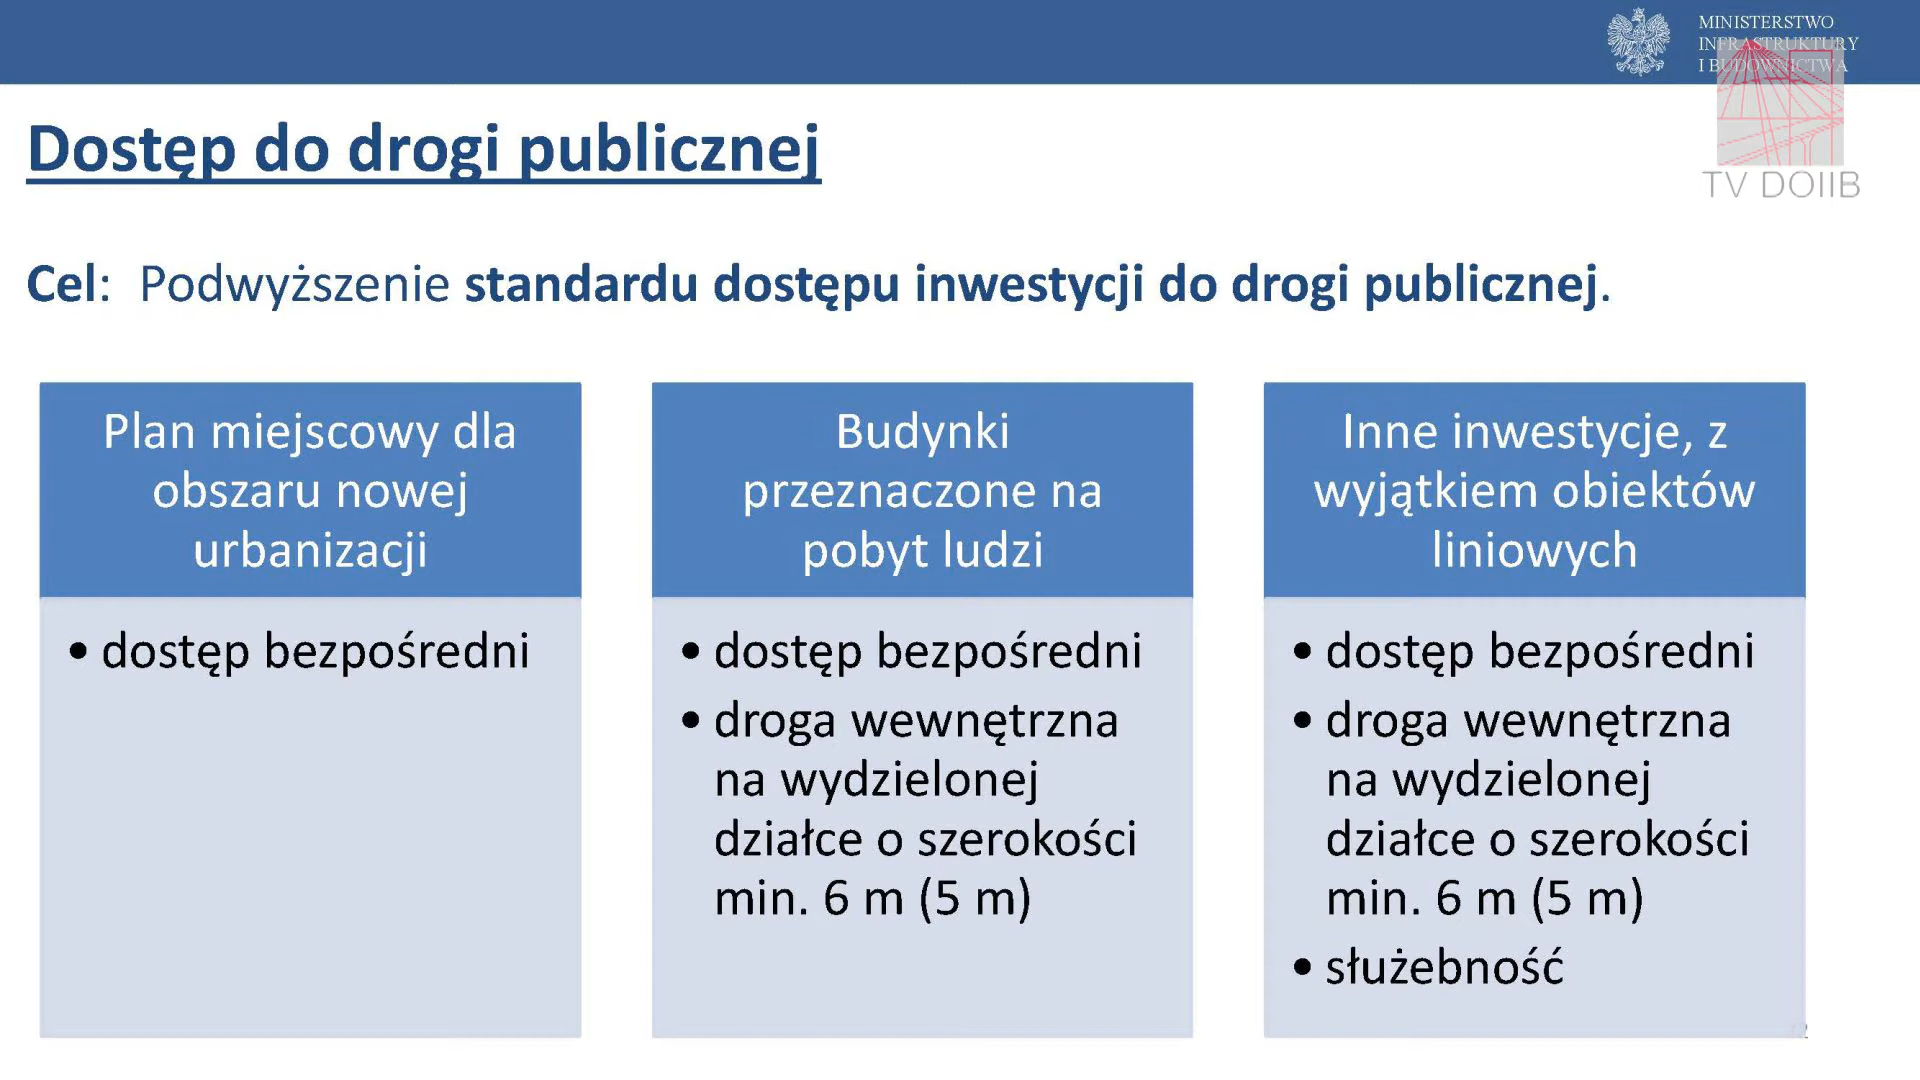 MINISTERSTWO
INFRASTRUKTURY
I BUDOWNICTWA
TV DOIIB
Dostęp do drogi publicznej
Cel: Podwyższenie standardu dostępu inwestycji do drogi publicznej.
Plan miejscowy dla
obszaru nowej
urbanizacji
• dostęp bezpośredni
Budynki
przeznaczone na
pobyt ludzi
• dostęp bezpośredni
• droga wewnętrzna
na wydzielonej
działce o szerokości
min. 6 m (5 m)
Inne inwestycje, z
wyjątkiem obiektów
liniowych
• dostęp bezpośredni
• droga wewnętrzna
na wydzielonej
działce o szerokości
min. 6 m (5 m)
• służebność